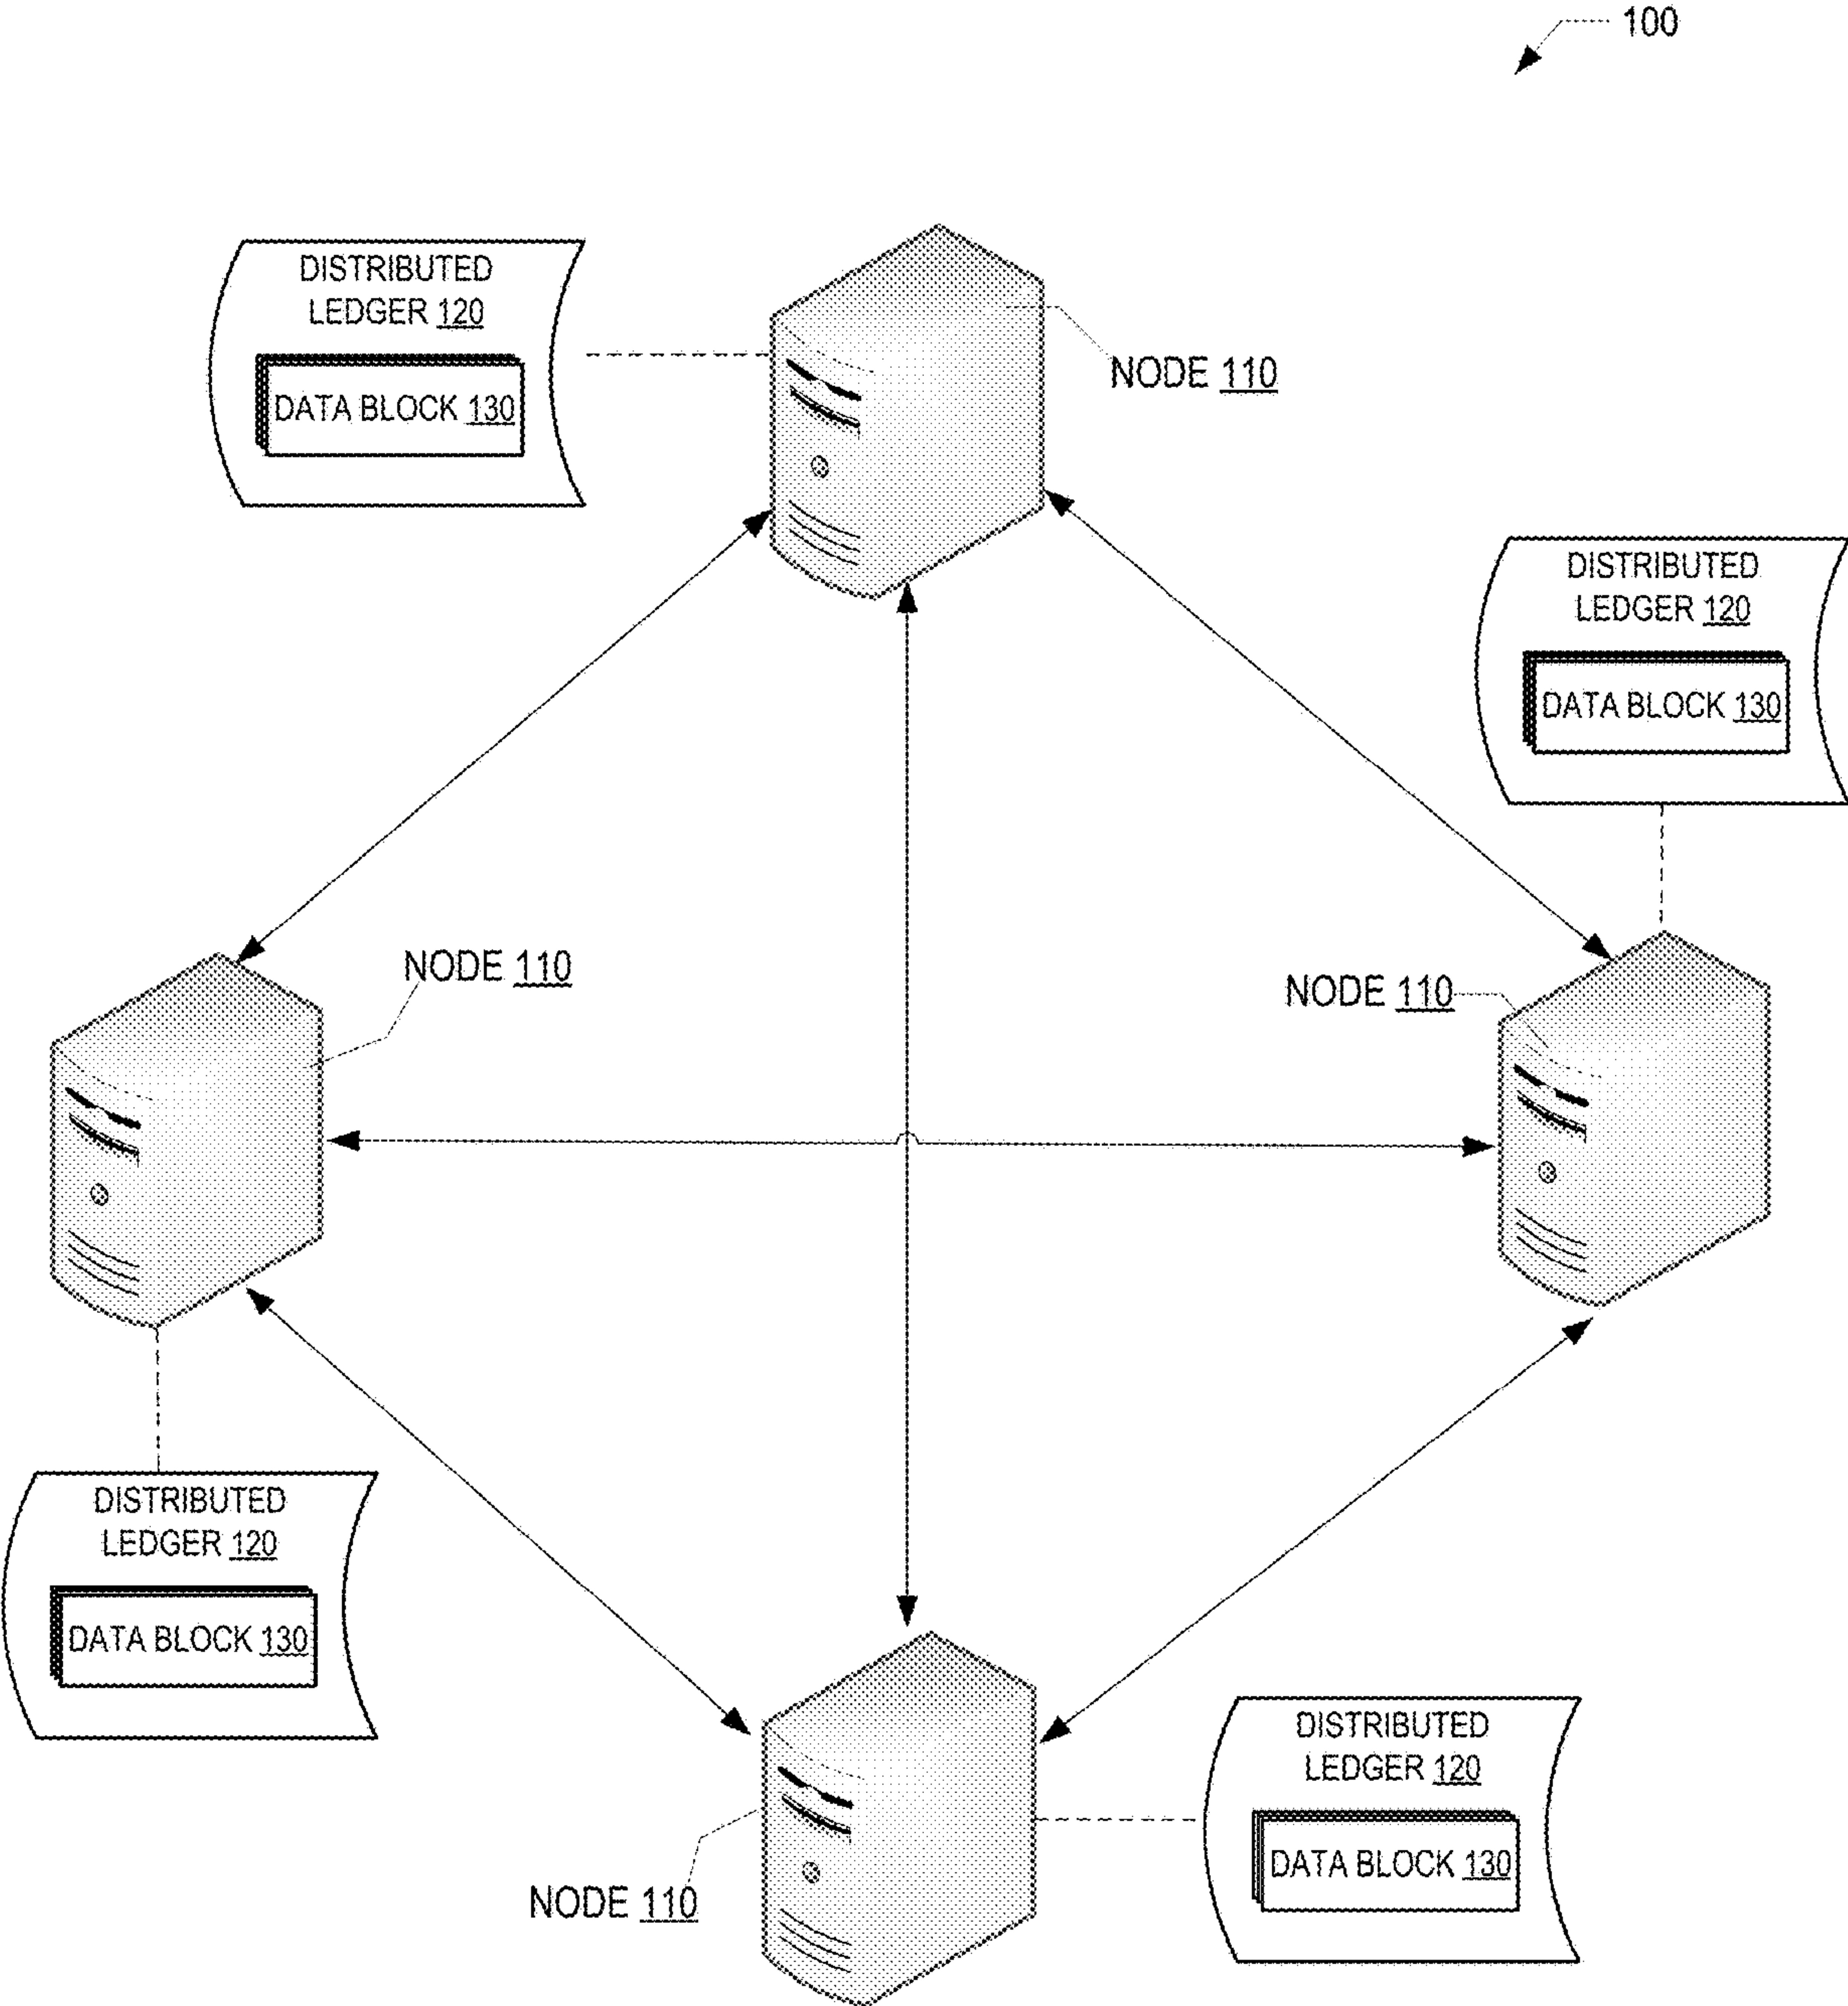 100
DISTRIBUTED
LEDGER 120
DATA BLOCK 130
NODE 110
DISTRIBUTED
LEDGER 120
DATA BLOCK 130
NODE 110
NODE 110
DISTRIBUTED
LEDGER 120
DATA BLOCK 130
DISTRIBUTED
LEDGER 120
DATA BLOCK 130
NODE 110